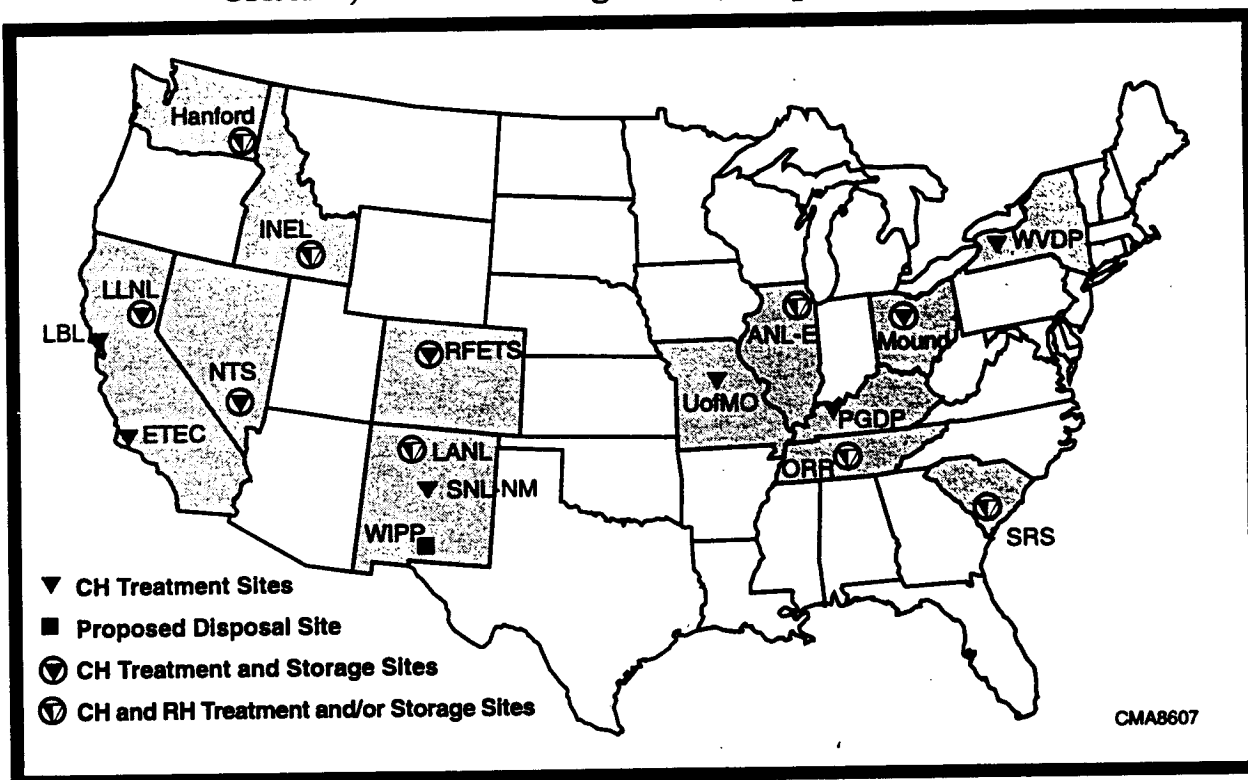 Hanford
INEL
LLNL
LBL
NTS
ETEC
RFETS
LANL
SNL-NM
WIPP
UofMO
ANL-E
Mound
PGDP
ORR
SRS
WVDP
CH Treatment Sites
Proposed Disposal Site
CH Treatment and Storage Sites
CH and RH Treatment and/or Storage Sites
CMA8607